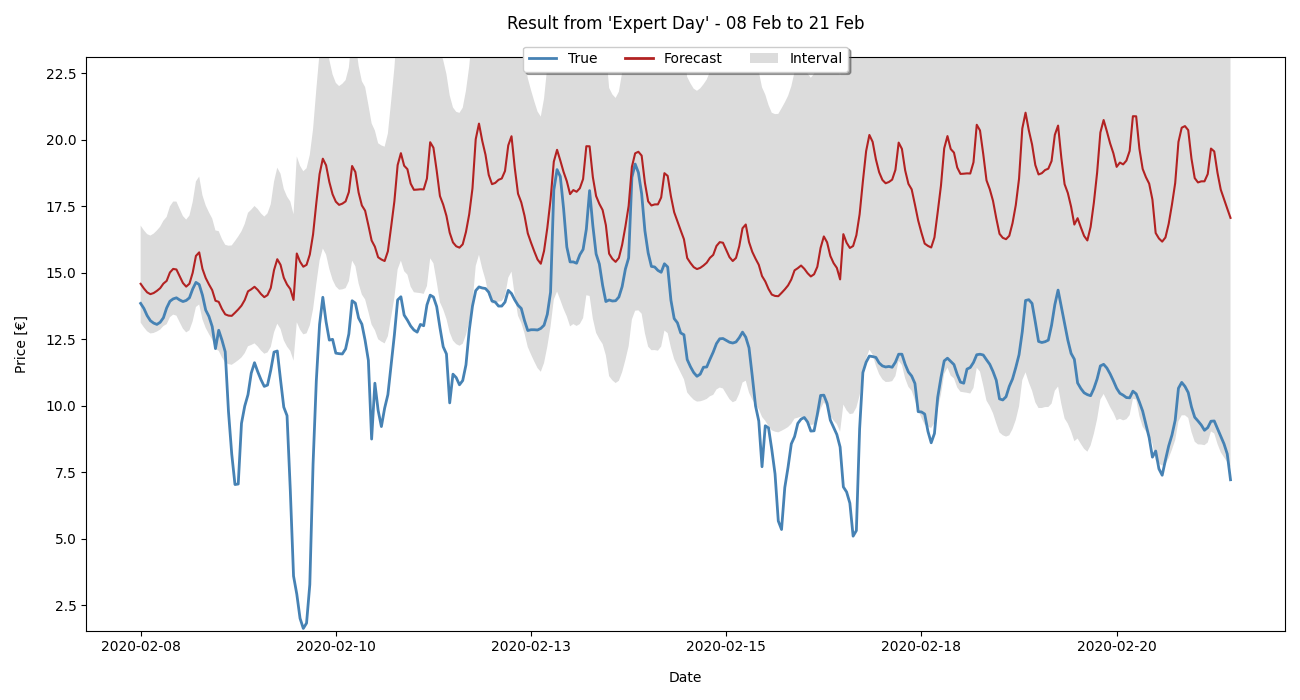 Result from 'Expert Day' - 08 Feb to 21 Feb
True Forecast Interval
22.5
20.0
17.5
15.0
12.5
10.0
7.5
5.0
2.5
Price [€]
2020-02-08 2020-02-10 2020-02-13 2020-02-15 2020-02-18 2020-02-20
Date